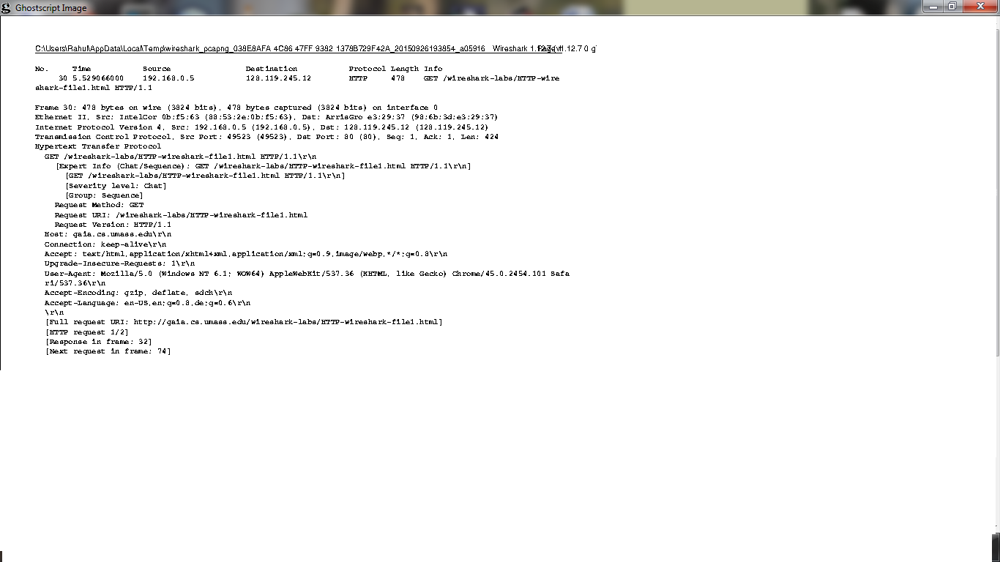 Ghostscript Image
C:\Users\Rahul\AppData\Local\Temp\wireshark_pcapng_038E8AFA 4C86 47FF 9382 1378B729F42A_20150926193854_a05916 Wireshark
No. Time Source Destination Protocol Length Info
30 5.529066000 192.168.0.5 128.119.245.12 HTTP 478 GET /wireshark-labs/HTTP-wire
shark-file1.html HTTP/1.1
Frame 30: 478 bytes on wire (3824 bits), 478 bytes captured (3824 bits) on interface 0
Ethernet II, Src: IntelCor 0b:f5:63 (88:53:2e:0b:f5:63), Dst: ArrisGro e3:29:37 (98:6b:3d:e3:29:37)
Internet Protocol Version 4, Src: 192.168.0.5 (192.168.0.5), Dst: 128.119.245.12 (128.119.245.12)
Transmission Control Protocol, Src Port: 49523 (49523), Dst Port: 80 (80), Seq: 1, Ack: 1, Len: 424
Hypertext Transfer Protocol
GET /wireshark-labs/HTTP-wireshark-file1.html HTTP/1.1\r\n
[Expert Info (Chat/Sequence): GET /wireshark-labs/HTTP-wireshark-file1.html HTTP/1.1\r\n]
[GET /wireshark-labs/HTTP-wireshark-file1.html HTTP/1.1\r\n]
[Severity level: Chat]
[Group: Sequence]
Request Method: GET
Request URI: /wireshark-labs/HTTP-wireshark-file1.html
Request Version: HTTP/1.1
Host: gaia.cs.umass.edu\r\n
Connection: keep-alive\r\n
Accept: text/html,application/xhtml+xml,application/xml;q=0.9,image/webp,*/*;q=0.8\r\n
Upgrade-Insecure-Requests: 1\r\n
User-Agent: Mozilla/5.0 (Windows NT 6.1; WOW64) AppleWebKit/537.36 (KHTML, like Gecko) Chrome/45.0.2454.101 Safa
ri/537.36\r\n
Accept-Encoding: gzip, deflate, sdch\r\n
Accept-Language: en-US,en;q=0.8,de;q=0.6\r\n
\r\n
[Full request URI: http://gaia.cs.umass.edu/wireshark-labs/HTTP-wireshark-file1.html]
[HTTP request 1/2]
[Response in frame: 32]
[Next request in frame: 74]